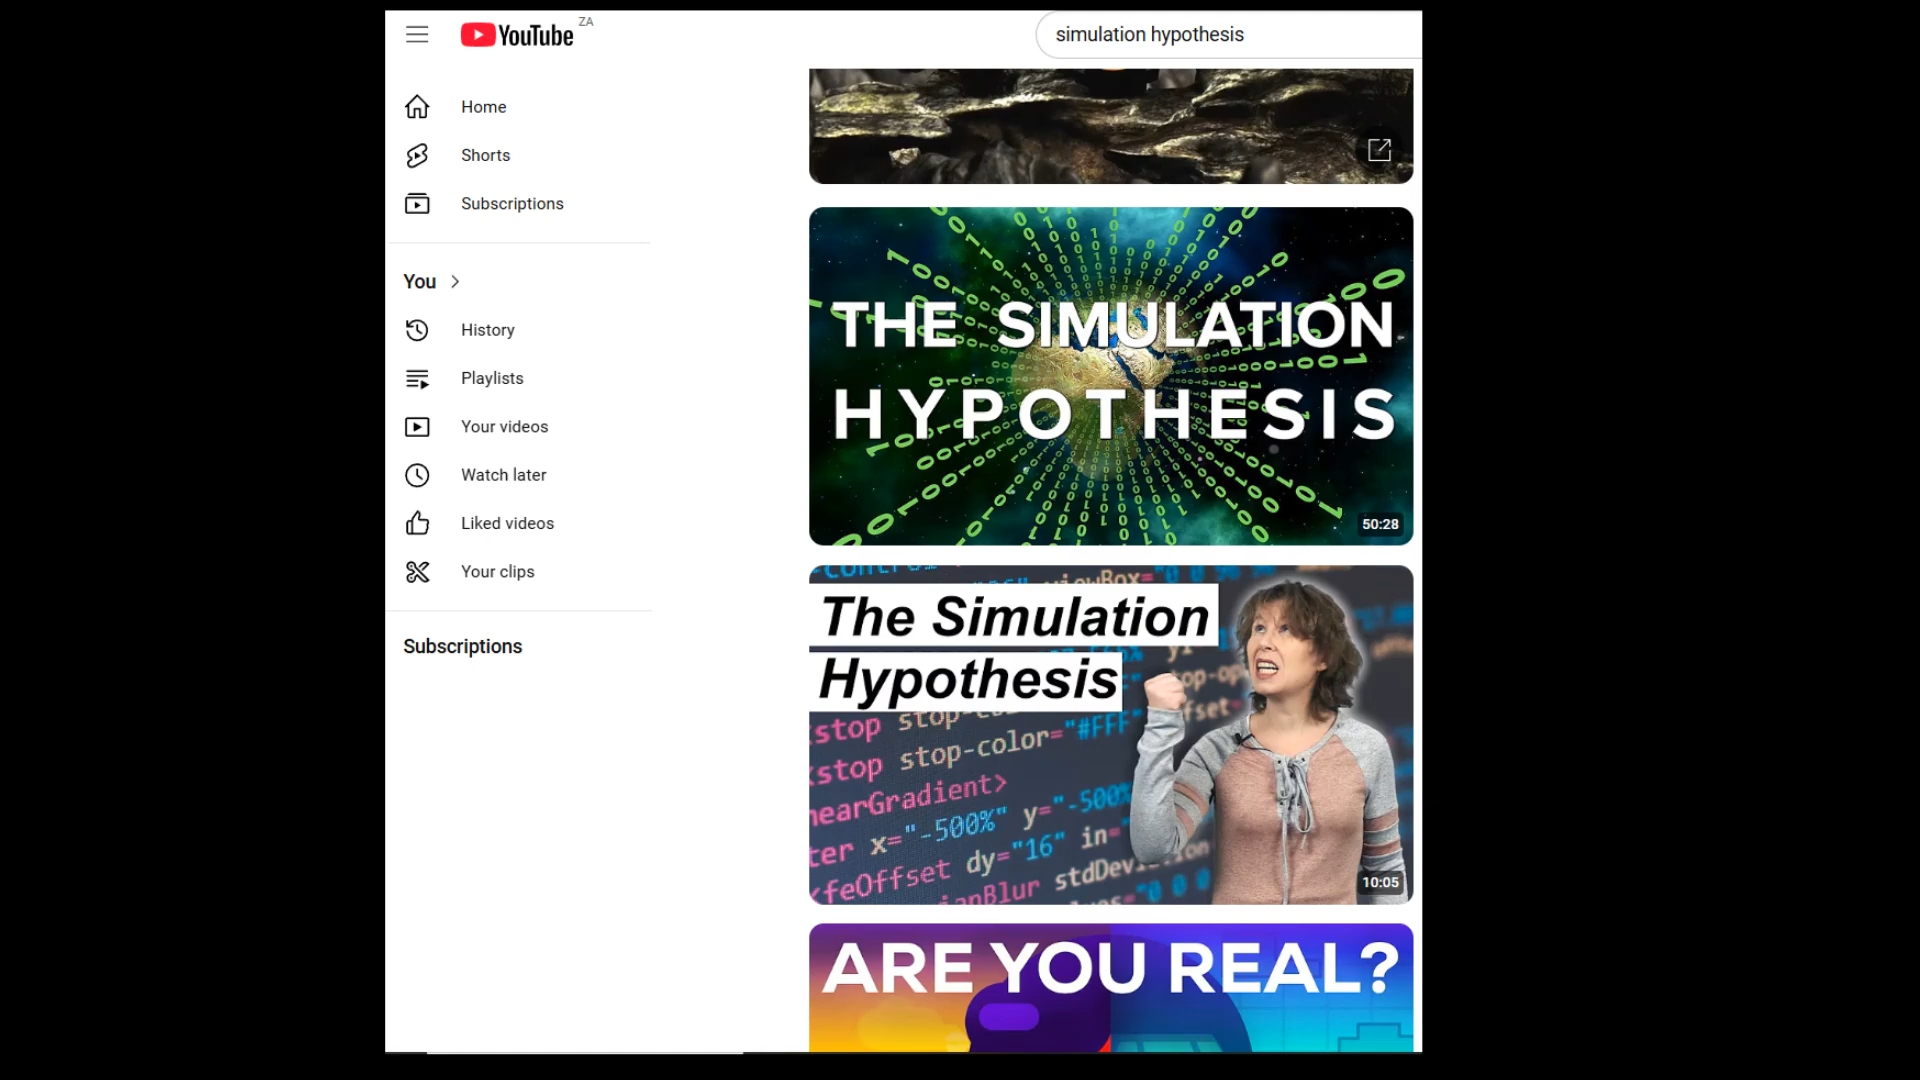 YouTube ZA
simulation hypothesis
Home
Shorts
Subscriptions
You
History
Playlists
Your videos
Watch later
Liked videos
Your clips
Subscriptions
THE SIMULATION
HYPOTHESIS
50:28
The Simulation
Hypothesis
stop
stop-color="#FFF"
stop
earGradient>
x="-500%" y="-500%
feOffset dy="16" in=
stdDev
10:05
ARE YOU REAL?